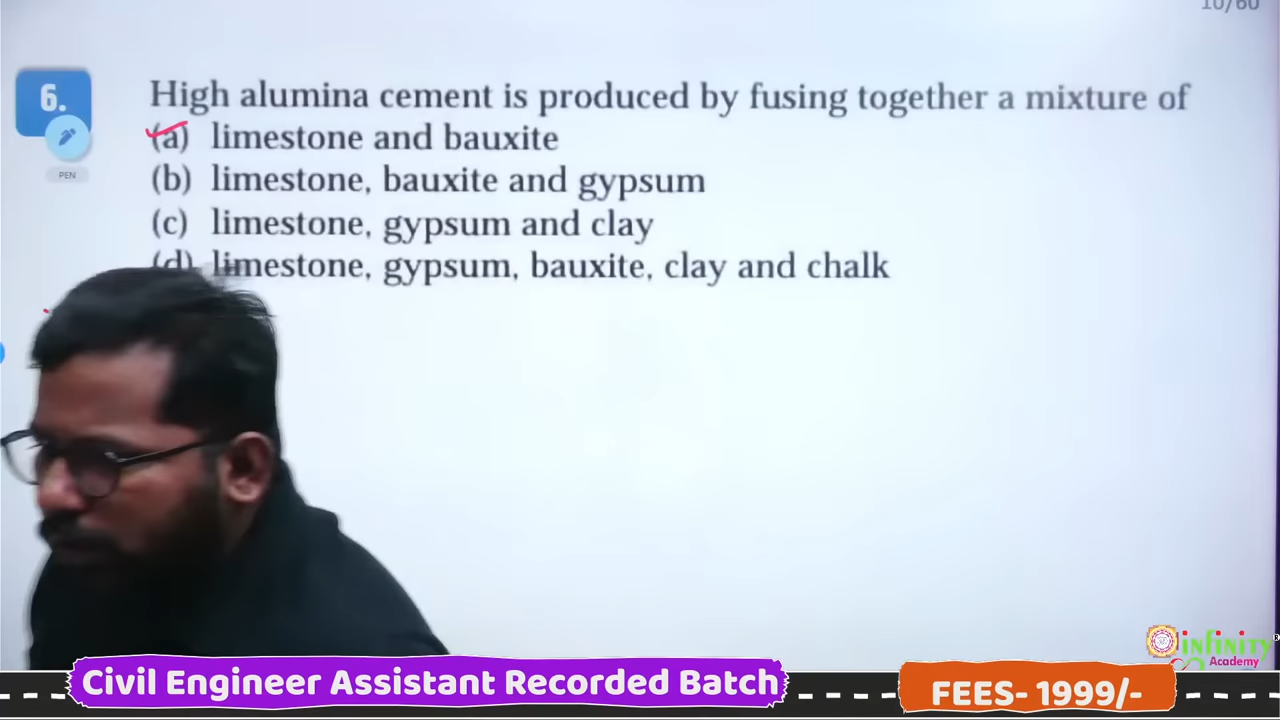 10/60
6.
High alumina cement is produced by fusing together a mixture of
(a) limestone and bauxite
PEN
(b) limestone, bauxite and gypsum
(c) limestone, gypsum and clay
(d) limestone, gypsum, bauxite, clay and chalk
infinity
Academy
Civil Engineer Assistant Recorded Batch
FEES- 1999/-